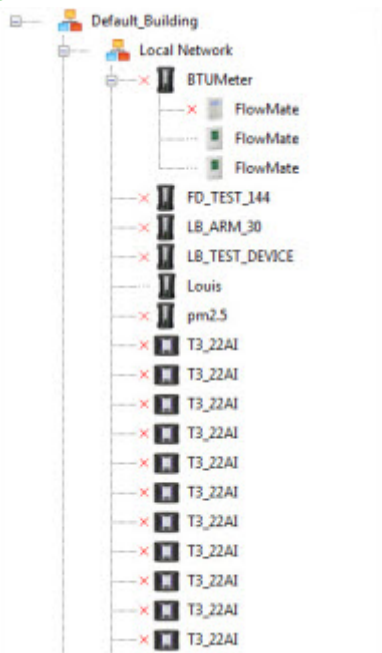 Default_Building
Local Network
BTUMeter
FlowMate
FlowMate
FlowMate
FD_TEST_144
LB_ARM_30
LB_TEST_DEVICE
Louis
pm2.5
T3_22AI
T3_22AI
T3_22AI
T3_22AI
T3_22AI
T3_22AI
T3_22AI
T3_22AI
T3_22AI
T3_22AI
T3_22AI